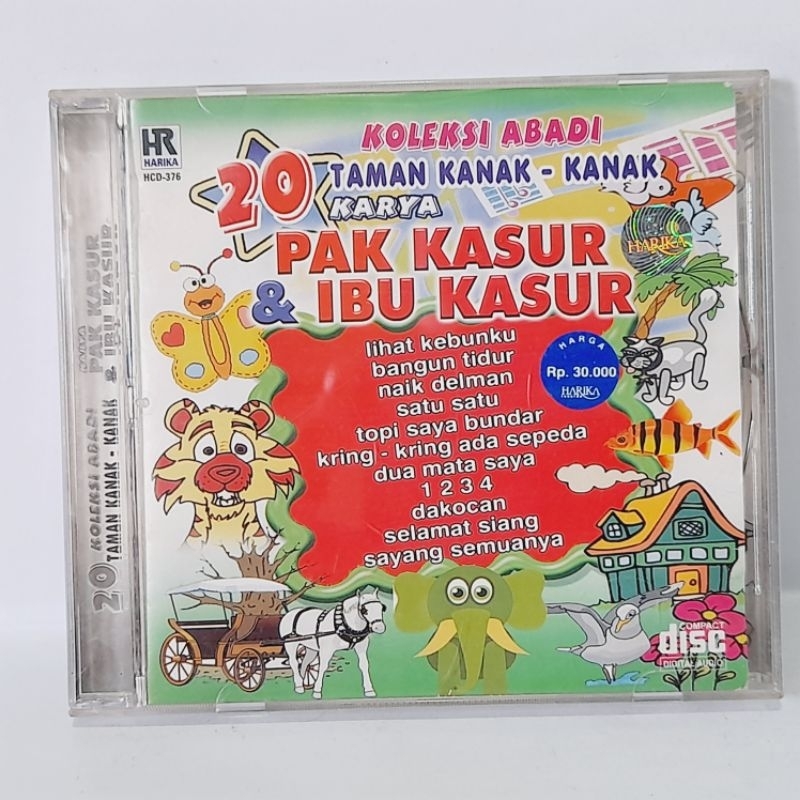 HR
HARIKA
HCD-376
KOLEKSI ABADI
20 TAMAN KANAK - KANAK
KARYA
PAK KASUR
& IBU KASUR
HARIKA
lihat kebunku
bangun tidur
naik delman
satu satu
topi saya bundar
kring - kring ada sepeda
dua mata saya
1 2 3 4
dakocan
selamat siang
sayang semuanya
HARGA
Rp. 30.000
HARIKA
COMPACT
disc
DIGITAL AUDIO
20 KOLEKSI ABADI
TAMAN KANAK - KANAK
KARYA
PAK KASUR
& IBU KASUR